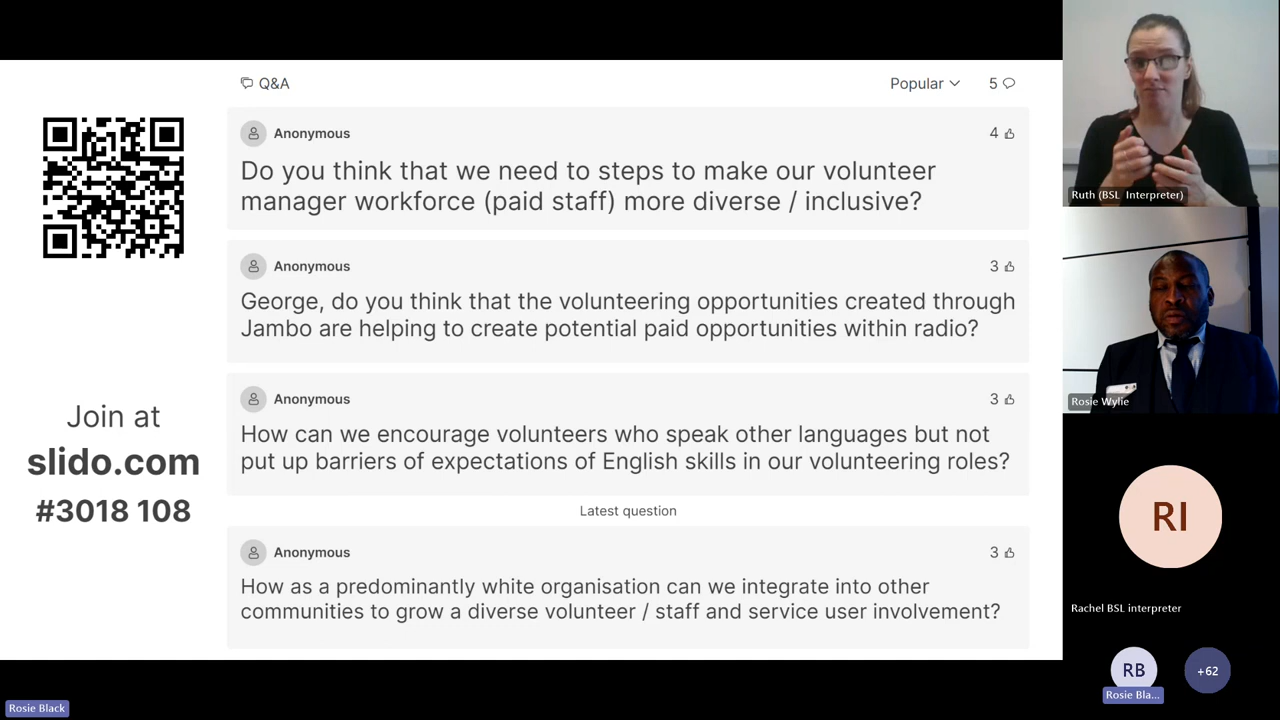 Q&A
Popular
5
Anonymous
4
Do you think that we need to steps to make our volunteer
manager workforce (paid staff) more diverse / inclusive?
Anonymous
3
George, do you think that the volunteering opportunities created through
Jambo are helping to create potential paid opportunities within radio?
Anonymous
3
How can we encourage volunteers who speak other languages but not
put up barriers of expectations of English skills in our volunteering roles?
Latest question
Anonymous
3
How as a predominantly white organisation can we integrate into other
communities to grow a diverse volunteer / staff and service user involvement?
Join at
slido.com
#3018 108
Ruth (BSL Interpreter)
Rosie Wylie
RI
Rachel BSL interpreter
RB
Rosie Bla...
+62
Rosie Black